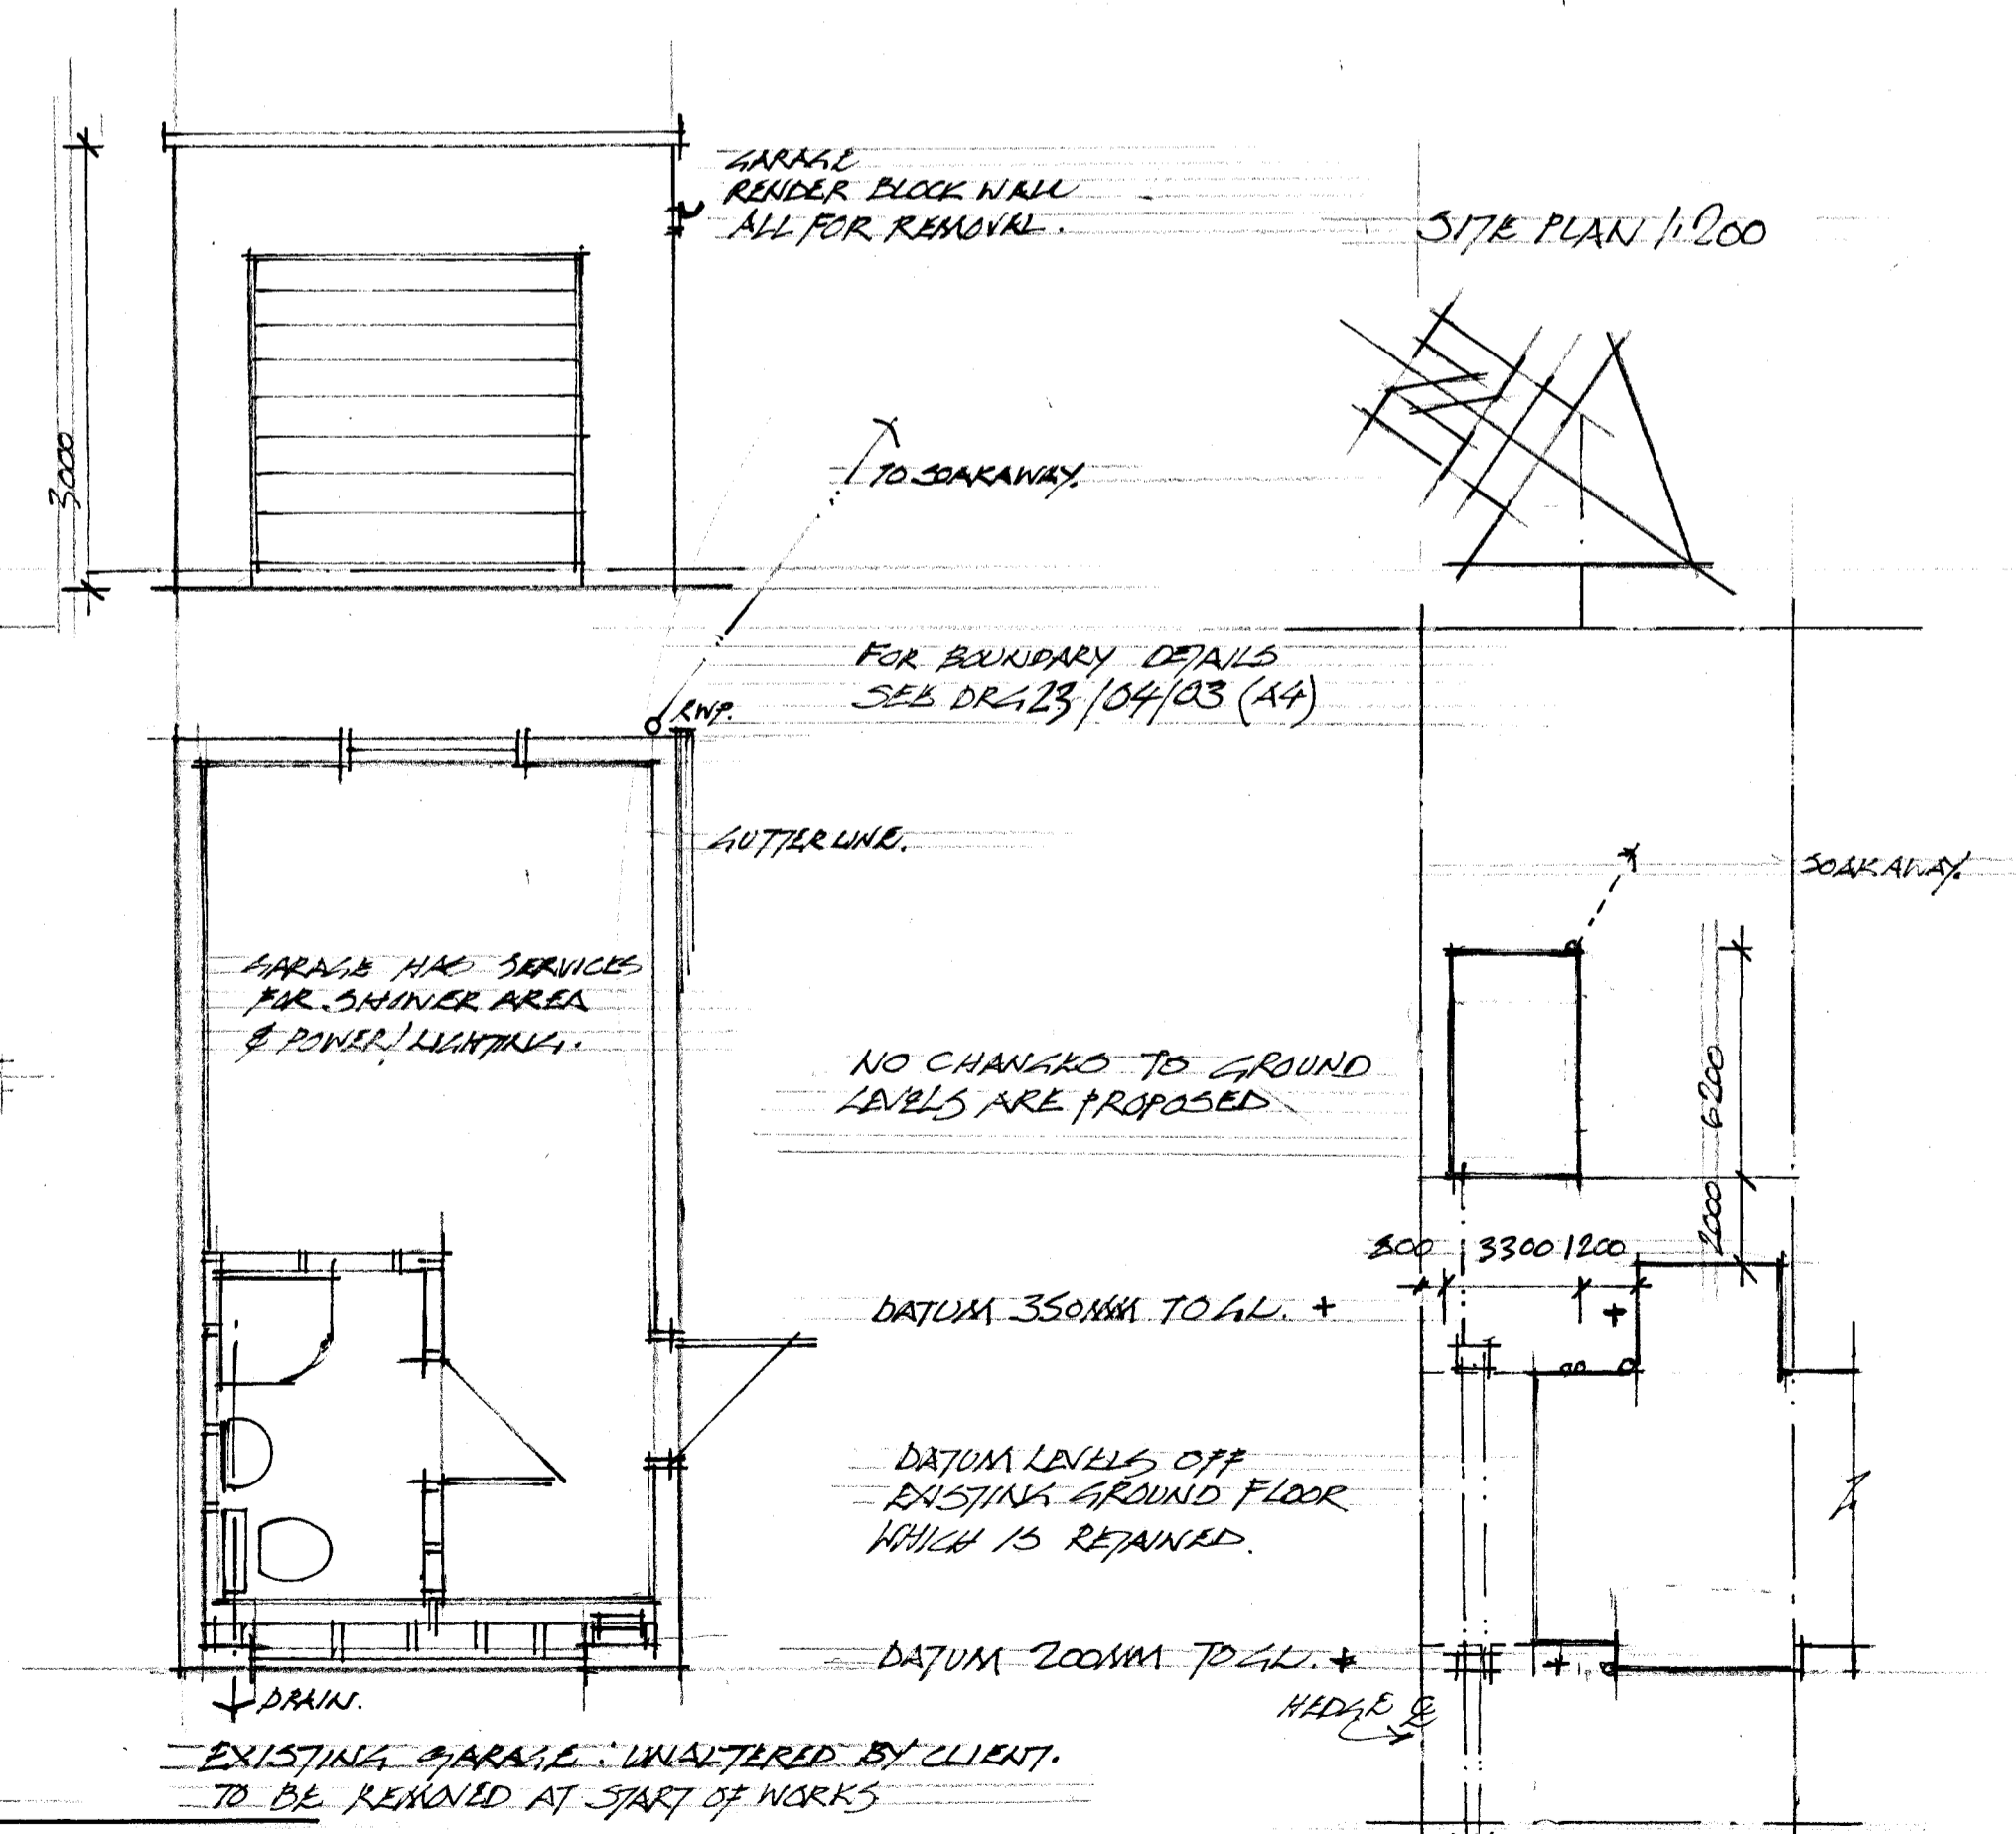 GARAGE
RENDER BLOCK WALL
ALL FOR REMOVAL.
SITE PLAN 1:200
N
3000
TO SOAKAWAY.
FOR BOUNDARY DETAILS
SEE DRG 23/04/03 (A4)
RWP.
GUTTER LINE.
SOAKAWAY.
GARAGE HAS SERVICES
FOR SHOWER AREA
& POWER/LIGHTING.
NO CHANGES TO GROUND
LEVELS ARE PROPOSED
6200
2000
800 3300 1200
DATUM 350MM TO GL. +
DATUM LEVELS OFF
EXISTING GROUND FLOOR
WHICH IS RETAINED.
DATUM 200MM TO GL. +
HEDGE ℄
DRAIN.
EXISTING GARAGE: UNALTERED BY CLIENT.
TO BE REMOVED AT START OF WORKS